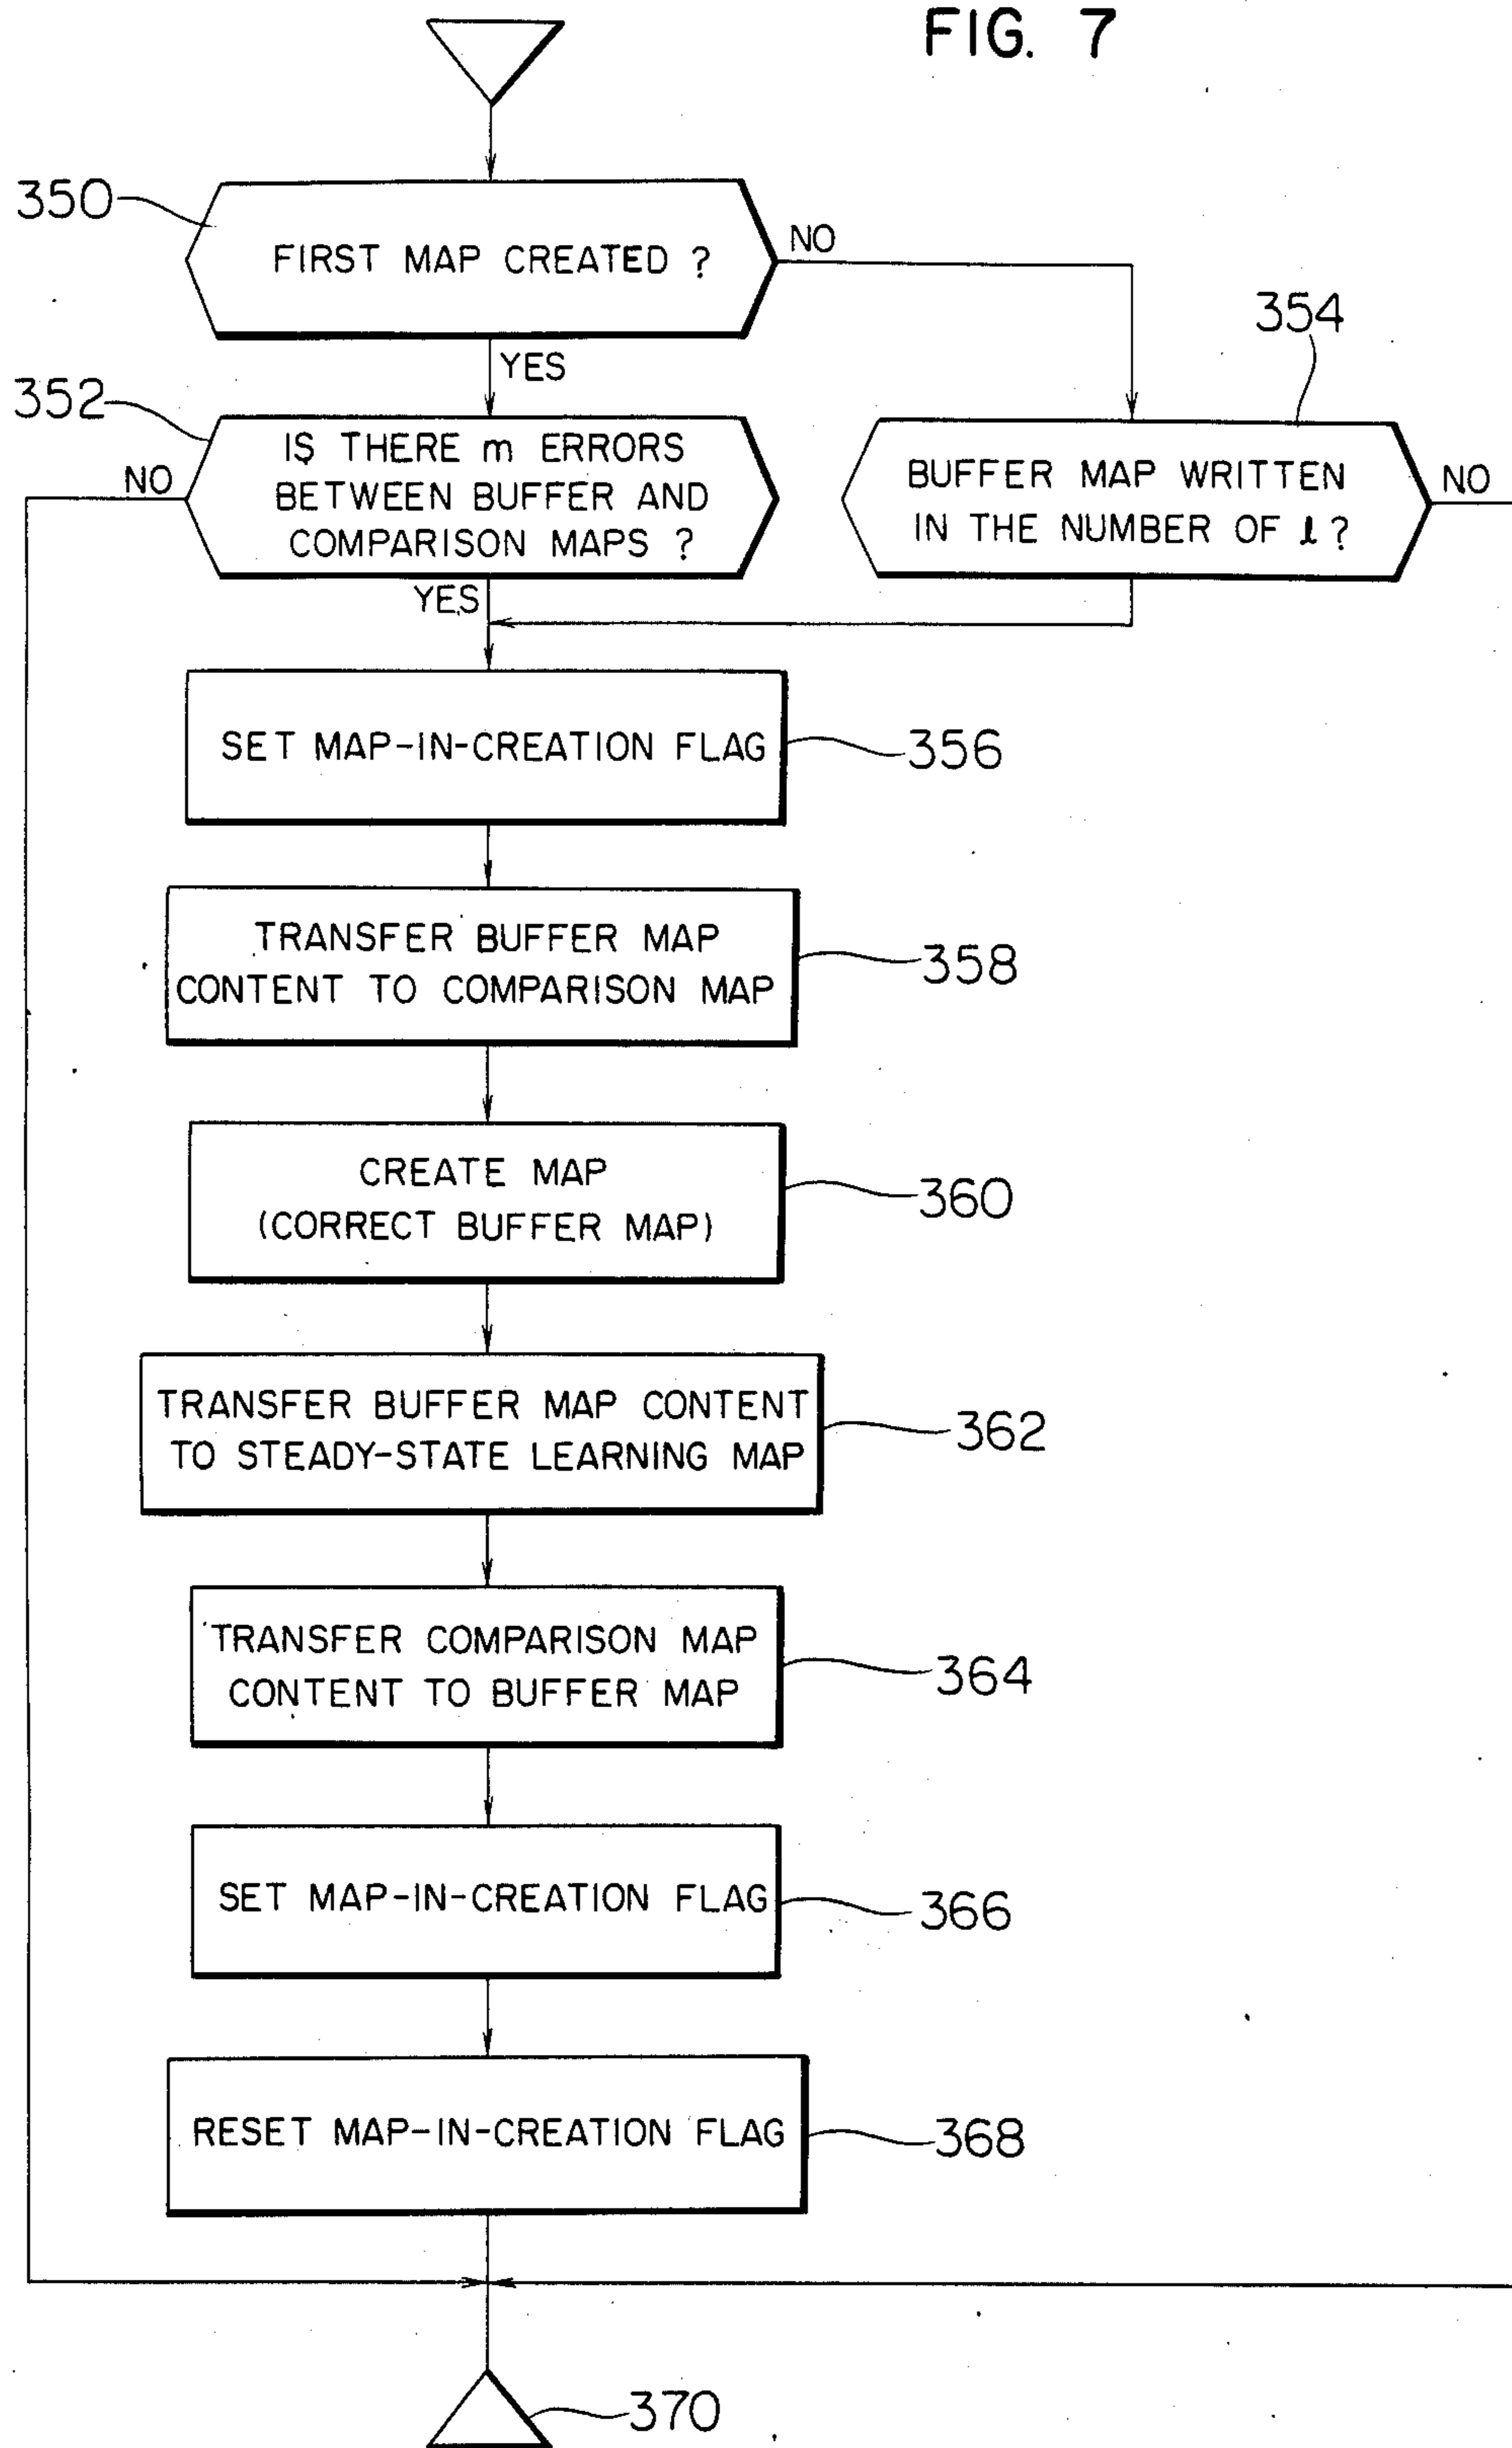 FIG. 7
350
FIRST MAP CREATED ?
NO
YES
354
352
IS THERE m ERRORS
BETWEEN BUFFER AND
COMPARISON MAPS ?
NO
BUFFER MAP WRITTEN
IN THE NUMBER OF l ?
NO
YES
SET MAP-IN-CREATION FLAG
356
TRANSFER BUFFER MAP
CONTENT TO COMPARISON MAP
358
CREATE MAP
(CORRECT BUFFER MAP)
360
TRANSFER BUFFER MAP CONTENT
TO STEADY-STATE LEARNING MAP
362
TRANSFER COMPARISON MAP
CONTENT TO BUFFER MAP
364
SET MAP-IN-CREATION FLAG
366
RESET MAP-IN-CREATION FLAG
368
370